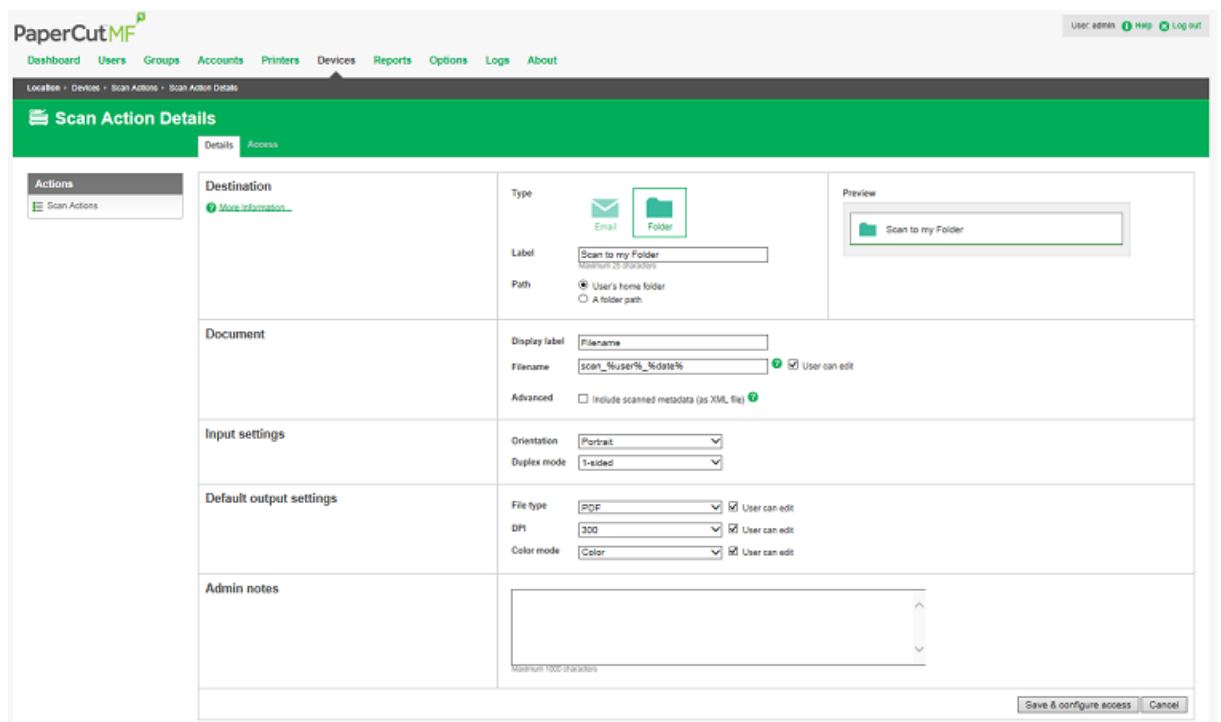 PaperCutMF
User: admin Help Log out
Dashboard Users Groups Accounts Printers Devices Reports Options Logs About
Location › Devices › Scan Actions › Scan Action Details
Scan Action Details
Details Access
Actions
Scan Actions
Destination
More Information...
Type
Email
Folder
Label
Scan to my Folder
Maximum 25 characters
Path
User's home folder
A folder path
Preview
Scan to my Folder
Document
Display label Filename
Filename scan_%user%_%date% User can edit
Advanced Include scanned metadata (as XML file)
Input settings
Orientation Portrait
Duplex mode 1-sided
Default output settings
File type PDF User can edit
DPI 300 User can edit
Color mode Color User can edit
Admin notes
Maximum 1000 characters
Save & configure access Cancel